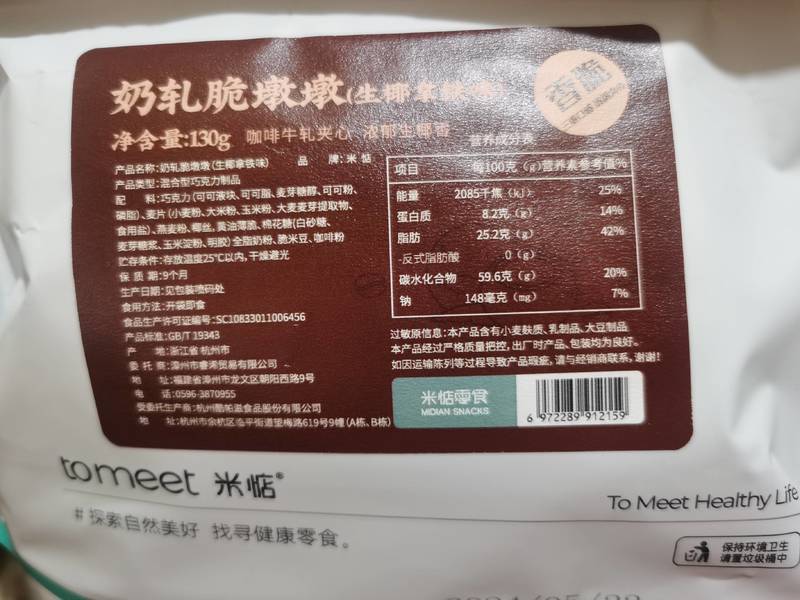 奶轧脆墩墩(生椰拿铁味)
香脆
净含量:130g 咖啡牛轧夹心 浓郁生椰香
产品名称:奶轧脆墩墩(生椰拿铁味) 品 牌:米惦
产品类型:混合型巧克力制品
配 料:巧克力(可可液块、可可脂、麦芽糖醇、可可粉、
磷脂)、麦片(小麦粉、大米粉、玉米粉、大麦麦芽提取物、
食用盐)、燕麦粉、椰丝、黄油薄脆、棉花糖(白砂糖、
麦芽糖浆、玉米淀粉、明胶)全脂奶粉、脆米豆、咖啡粉
贮存条件:存放温度25℃以内,干燥避光
保 质 期:9个月
生产日期:见包装喷码处
食用方法:开袋即食
食品生产许可证编号:SC10833011006456
产品标准:GB/T 19343
产 地:浙江省 杭州市
委 托 商:漳州市睿浠贸易有限公司
地 址:福建省漳州市龙文区朝阳西路9号
电 话:0596-3870955
受委托生产商:杭州酷帕滋食品股份有限公司
地 址:杭州市余杭区临平街道望梅路619号9幢(A栋、B栋)
营养成分表
项目 每100克(g) 营养素参考值%
能量 2085千焦(kJ) 25%
蛋白质 8.2克(g) 14%
脂肪 25.2克(g) 42%
-反式脂肪酸 0(g)
碳水化合物 59.6克(g) 20%
钠 148毫克(mg) 7%
过敏原信息:本产品含有小麦麸质、乳制品、大豆制品
本产品经过严格质量把控,出厂时产品、包装均为良好。
如因运输陈列等过程导致产品瑕疵,请与经销商联系,谢谢!
米惦零食
MIDIAN SNACKS
6 972289 912159
tomeet 米惦®
To Meet Healthy Life
#探索自然美好 找寻健康零食。
保持环境卫生
请置垃圾桶中